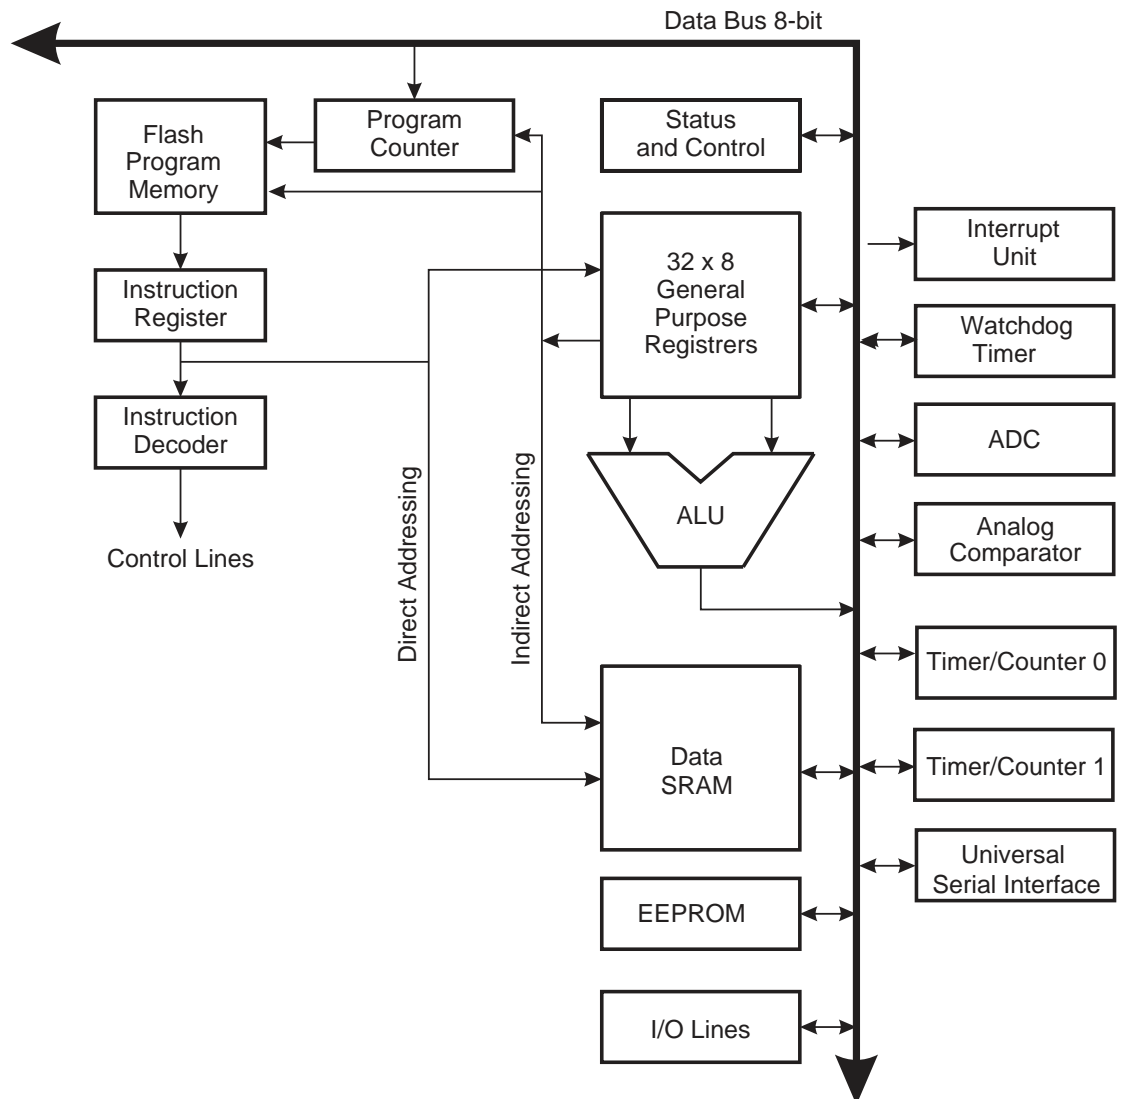 Data Bus 8-bit
Flash
Program
Memory
Program
Counter
Status
and Control
Interrupt
Unit
32 x 8
General
Purpose
Registrers
Instruction
Register
Watchdog
Timer
Instruction
Decoder
ADC
Direct Addressing
Indirect Addressing
ALU
Analog
Comparator
Control Lines
Timer/Counter 0
Data
SRAM
Timer/Counter 1
Universal
Serial Interface
EEPROM
I/O Lines